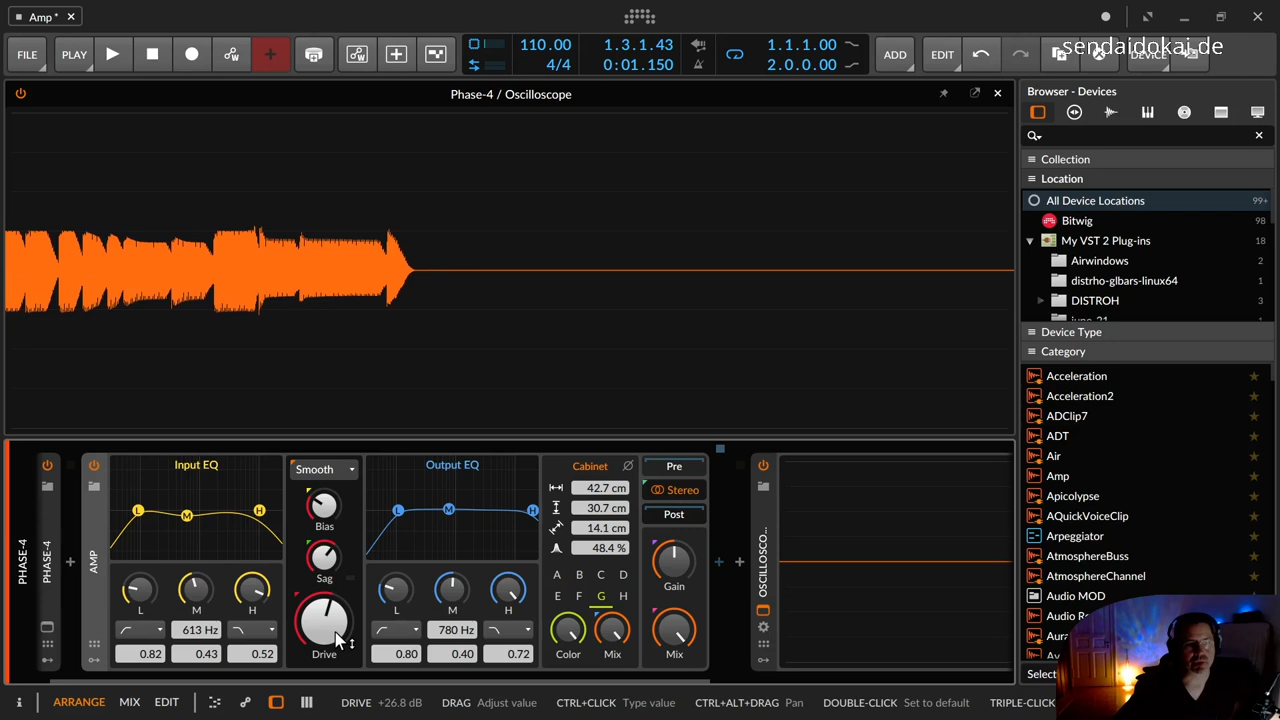 Amp *
FILE
PLAY
110.00
4/4
1.3.1.43
0:01.150
1.1.1.00
2.0.0.00
ADD
EDIT
DEVICE
sendaidokaj.de
Phase-4 / Oscilloscope
Browser - Devices
Collection
Location
All Device Locations 99+
Bitwig 98
My VST 2 Plug-ins 18
Airwindows 2
distrho-glbars-linux64 1
DISTROH 3
june-21
Device Type
Category
Acceleration
Acceleration2
ADClip7
ADT
Air
Amp
Apicolypse
AQuickVoiceClip
Arpeggiator
AtmosphereBuss
AtmosphereChannel
Audio MOD
PHASE-4
PHASE-4
AMP
Input EQ
L M H
L M H
613 Hz
0.82 0.43 0.52
Smooth
Bias
Sag
Drive
Output EQ
L M H
L M H
780 Hz
0.80 0.40 0.72
Cabinet
42.7 cm
30.7 cm
14.1 cm
48.4 %
A B C D
E F G H
Color Mix
Pre
Stereo
Post
Gain
Mix
OSCILLOSCO...
i
ARRANGE MIX EDIT
DRIVE +26.8 dB DRAG Adjust value CTRL+CLICK Type value CTRL+ALT+DRAG Pan DOUBLE-CLICK Set to default TRIPLE-CLICK